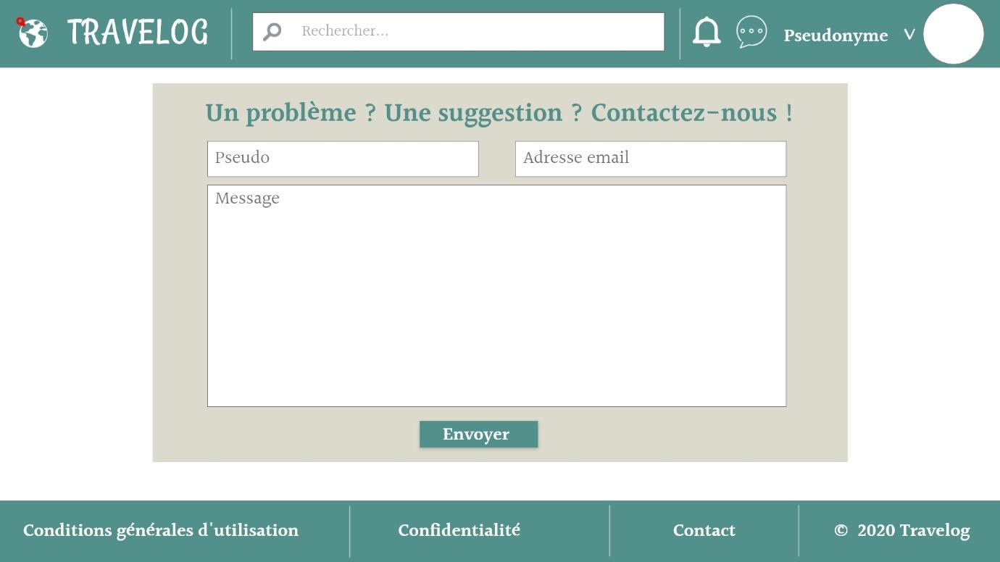 TRAVELOG
Rechercher...
Pseudonyme
Un problème ? Une suggestion ? Contactez-nous !
Pseudo
Adresse email
Message
Envoyer
Conditions générales d'utilisation
Confidentialité
Contact
© 2020 Travelog